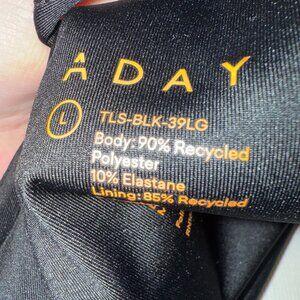 ADAY
L
TLS-BLK-39LG
Body: 90% Recycled
Polyester
10% Elastane
Lining: 85% Recycled